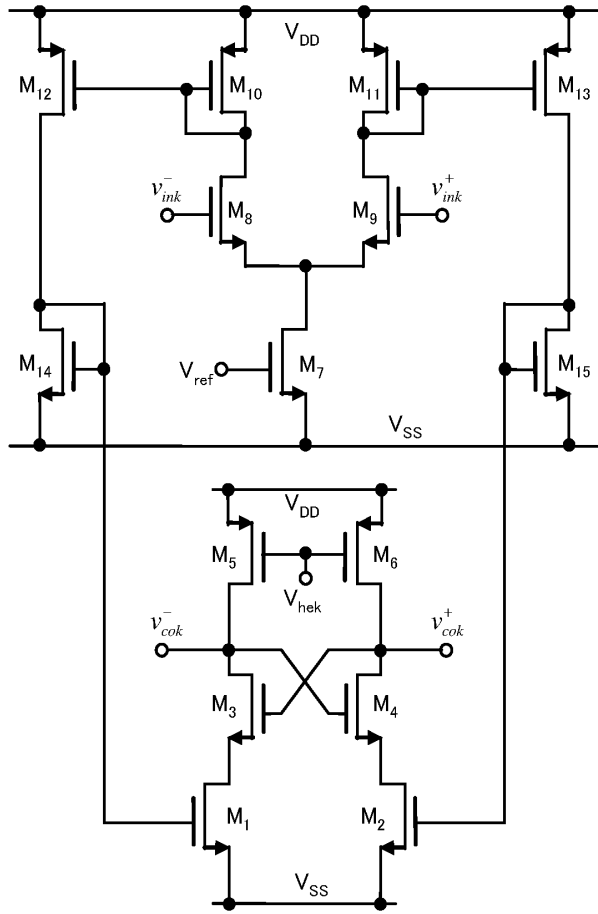 V_DD
M_12 M_10 M_11 M_13
v_ink^- M_8 M_9 v_ink^+
M_14 V_ref M_7 M_15
V_SS
V_DD
M_5 M_6
V_hek
v_cok^- v_cok^+
M_3 M_4
M_1 M_2
V_SS